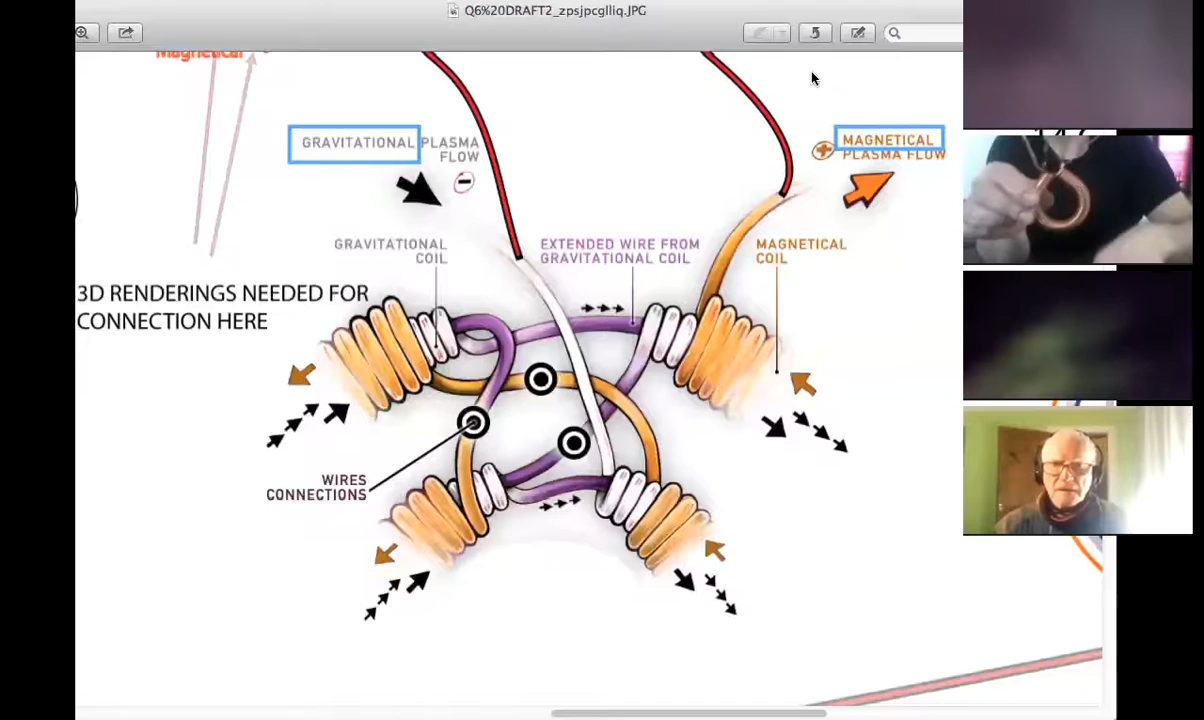 Q6%20DRAFT2_zpsjpcglliq.JPG
Magnetical
GRAVITATIONAL PLASMA
FLOW
MAGNETICAL
PLASMA FLOW
GRAVITATIONAL
COIL
EXTENDED WIRE FROM
GRAVITATIONAL COIL
MAGNETICAL
COIL
3D RENDERINGS NEEDED FOR
CONNECTION HERE
WIRES
CONNECTIONS